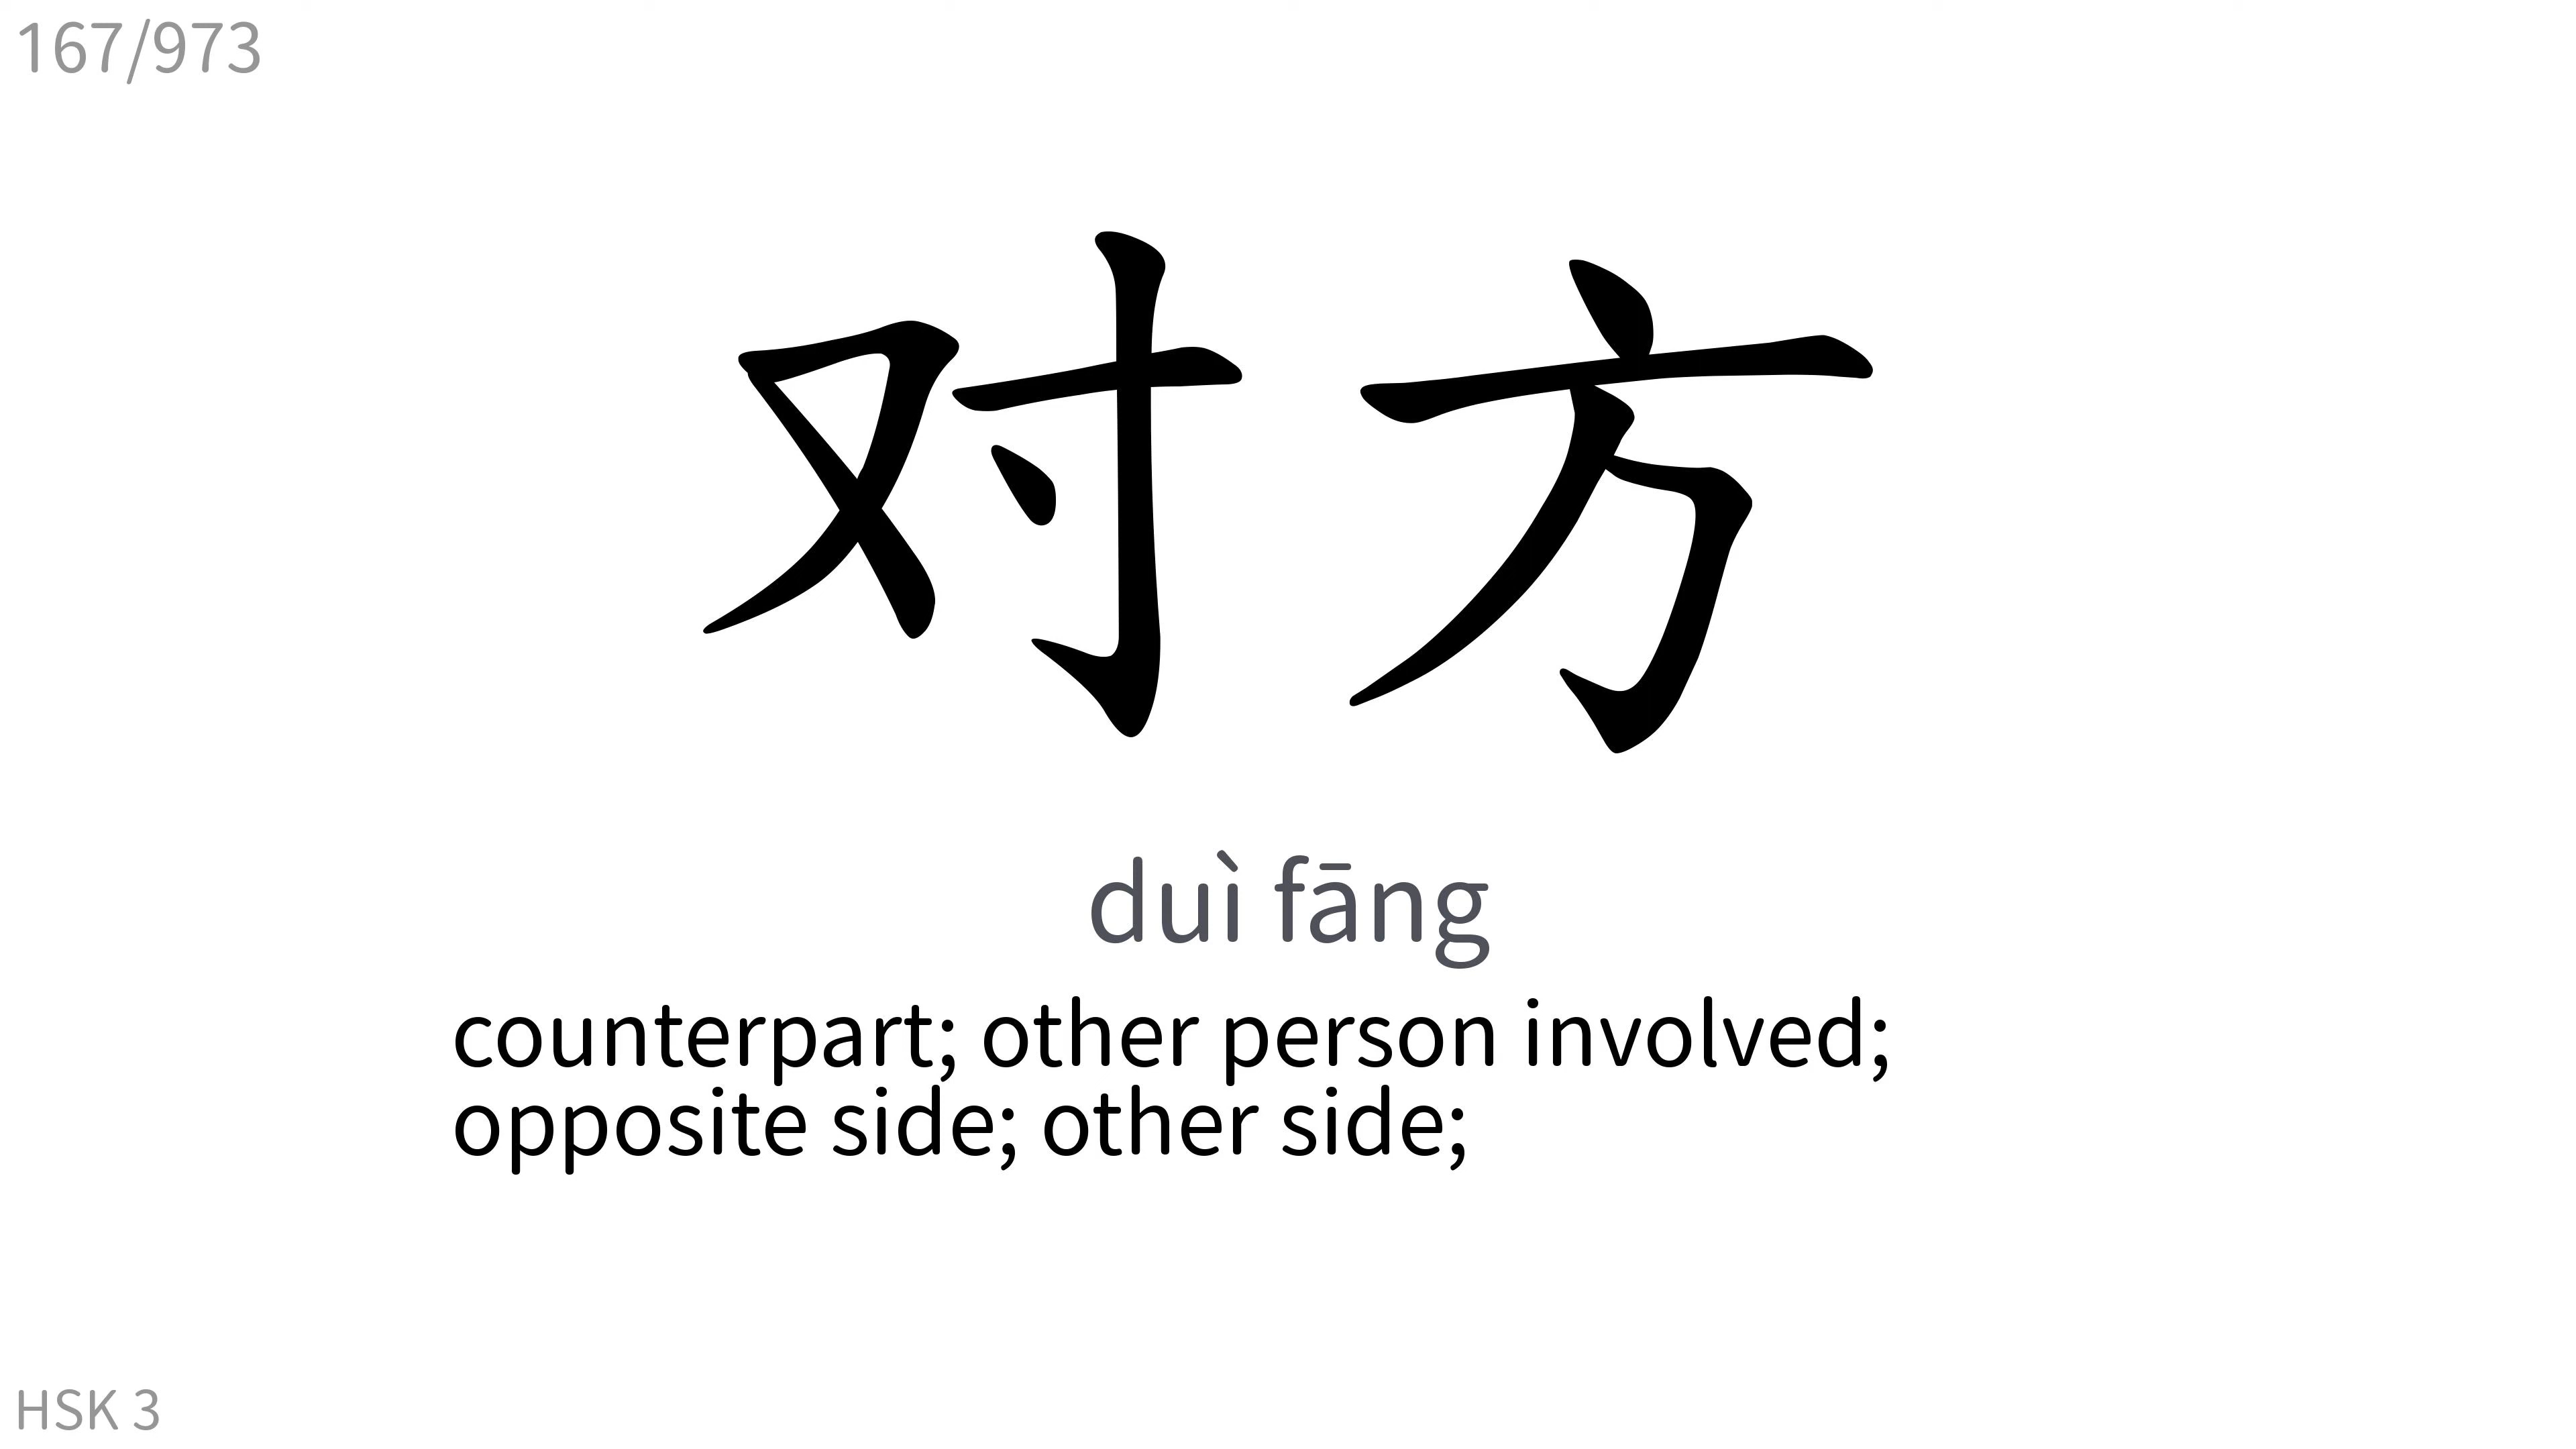 167/973
对方
duì fāng
counterpart; other person involved;
opposite side; other side;
HSK 3